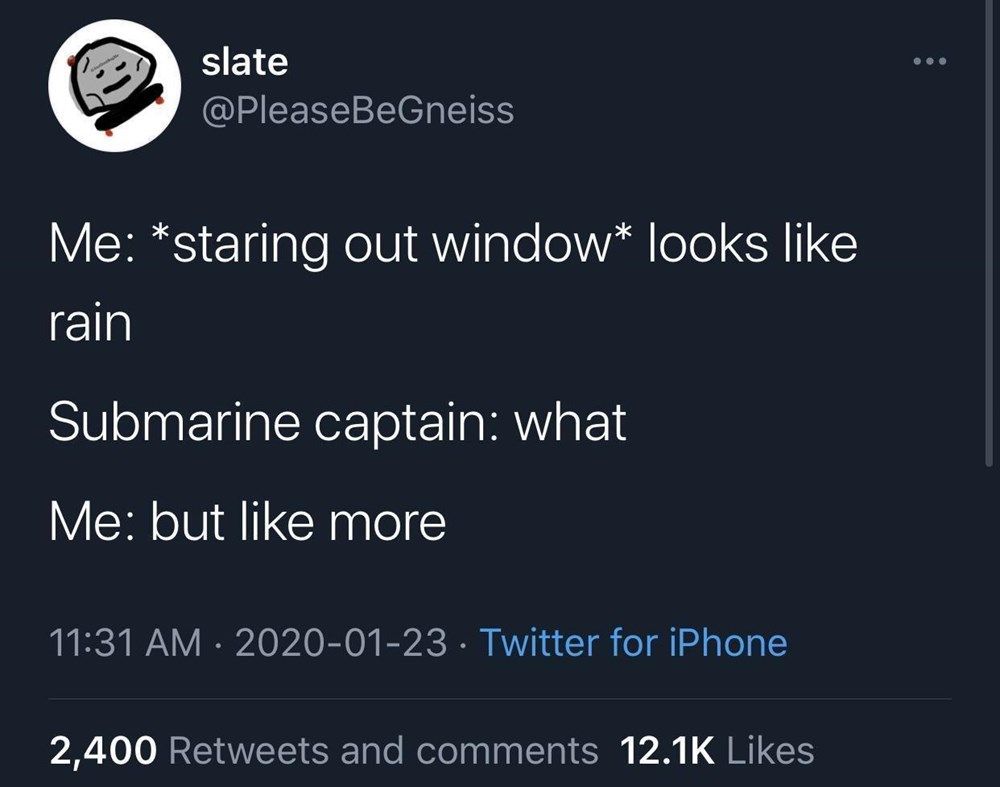 slate
@PleaseBeGneiss
Me: *staring out window* looks like
rain
Submarine captain: what
Me: but like more
11:31 AM · 2020-01-23 · Twitter for iPhone
2,400 Retweets and comments 12.1K Likes